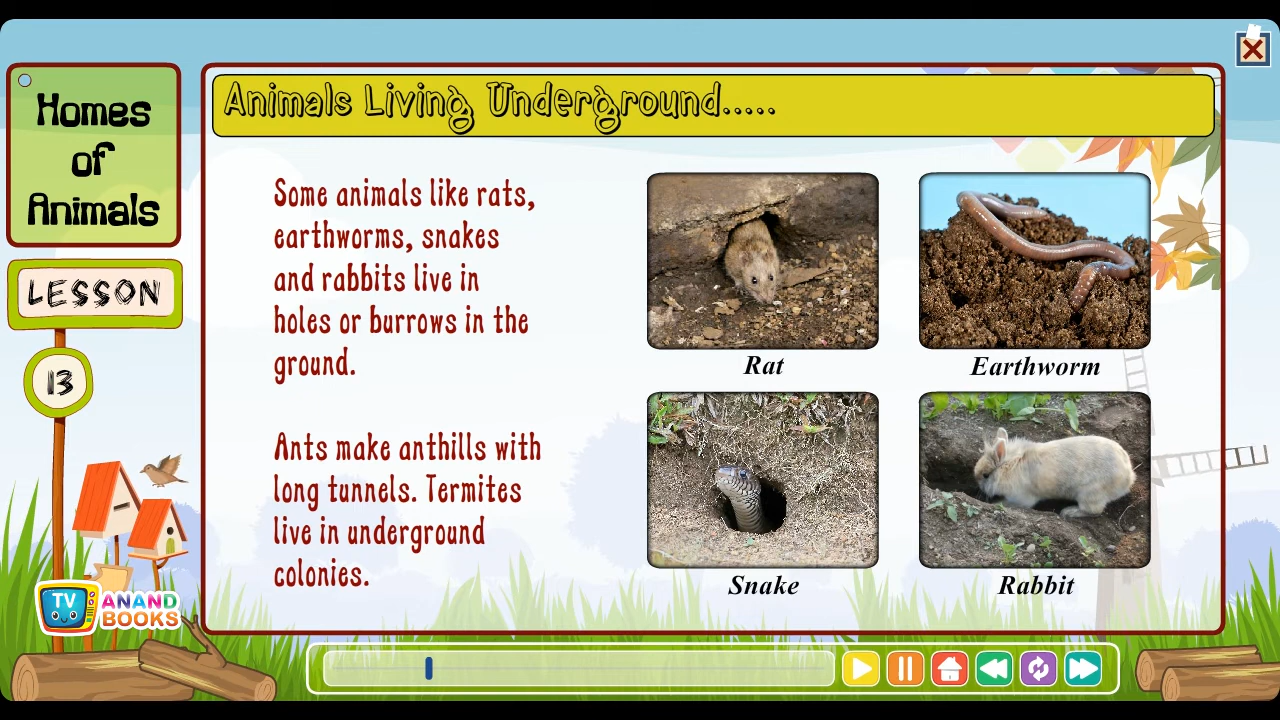 Homes
of
Animals
LESSON
13
TV
ANAND
BOOKS
Animals Living Underground.....
Some animals like rats,
earthworms, snakes
and rabbits live in
holes or burrows in the
ground.
Ants make anthills with
long tunnels. Termites
live in underground
colonies.
Rat
Earthworm
Snake
Rabbit